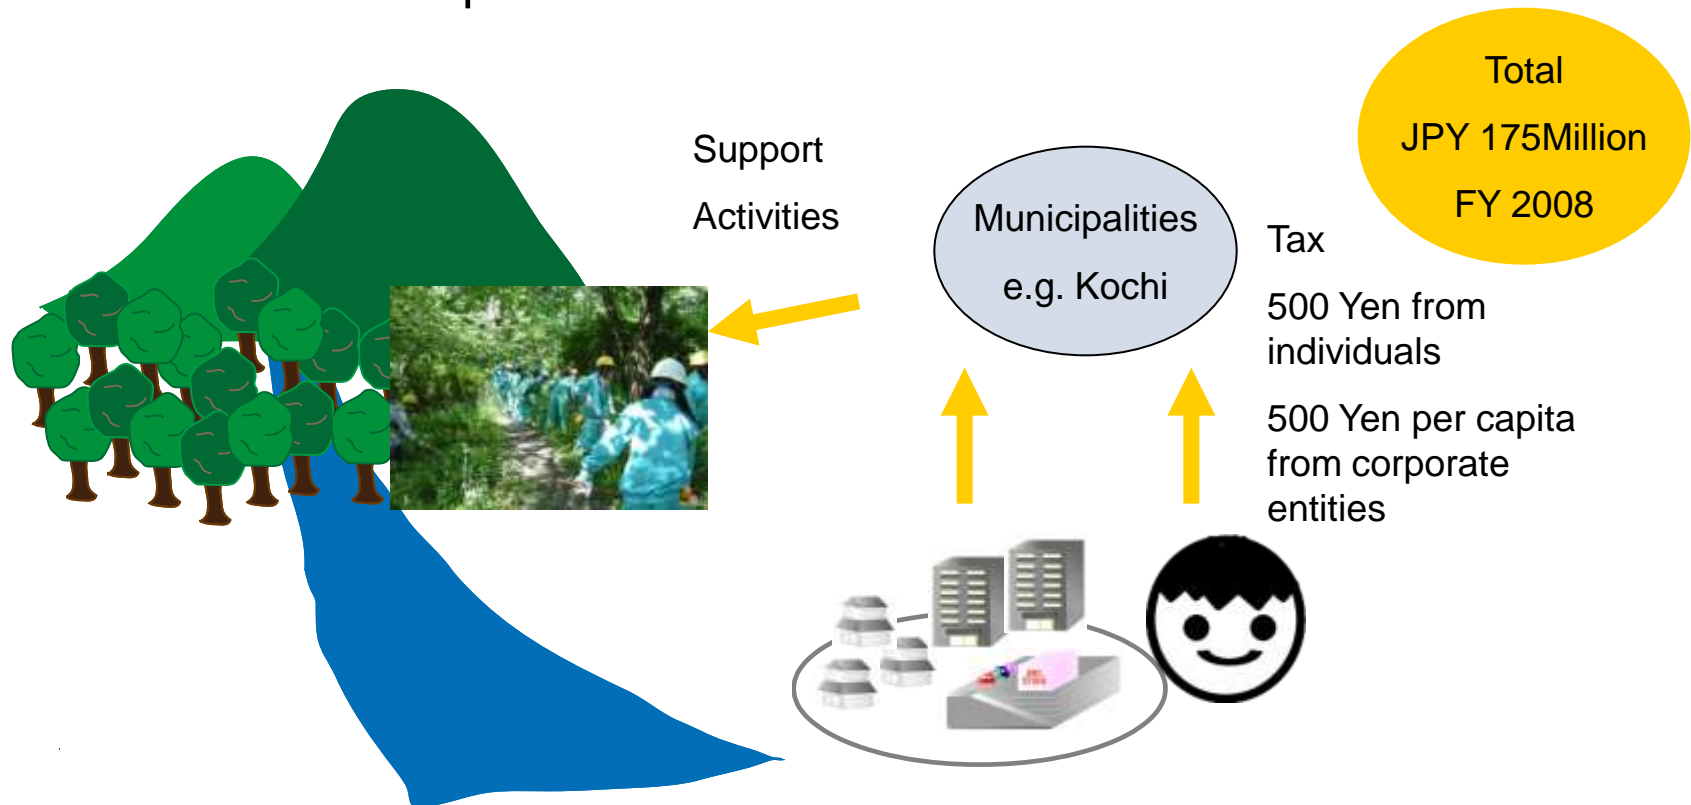 Support
Activities
Municipalities
e.g. Kochi
Total
JPY 175Million
FY 2008
Tax
500 Yen from
individuals
500 Yen per capita
from corporate
entities